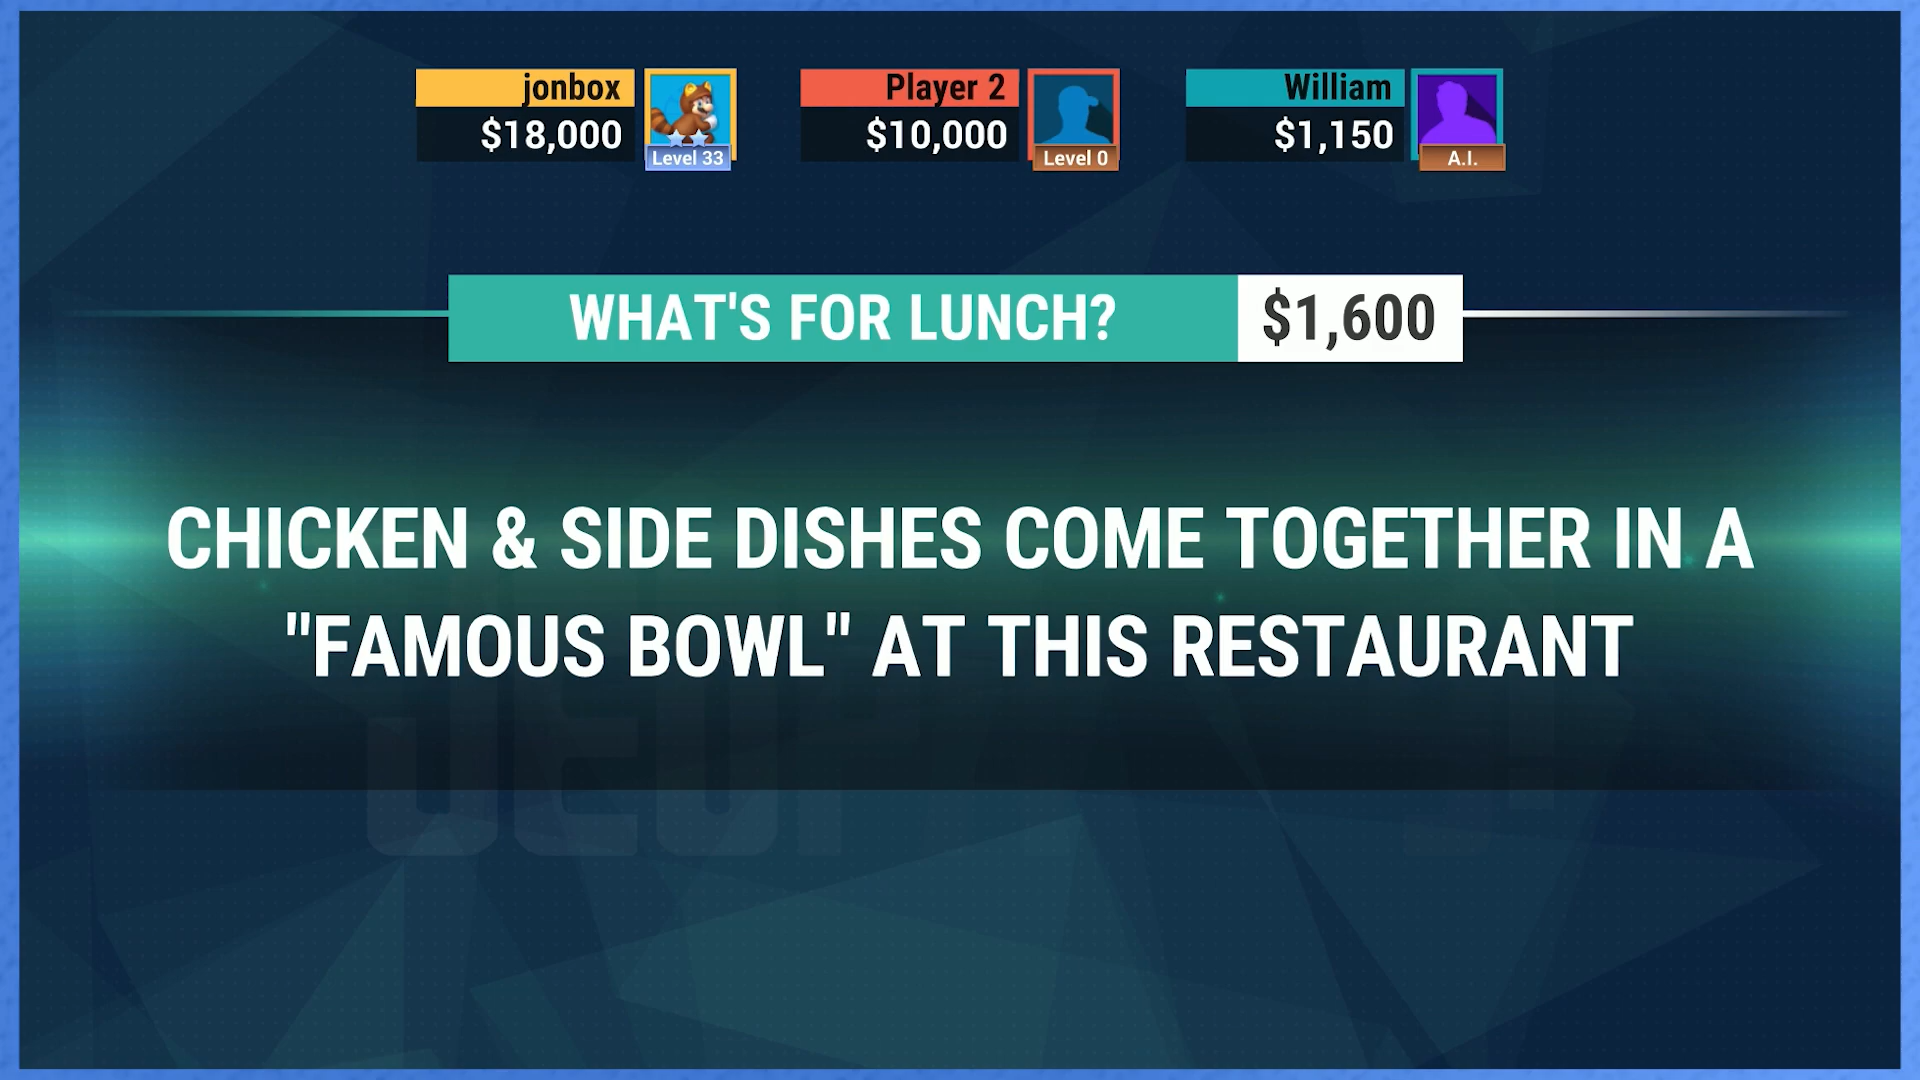 jonbox
$18,000
Level 33
Player 2
$10,000
Level 0
William
$1,150
A.I.
WHAT'S FOR LUNCH?
$1,600
CHICKEN & SIDE DISHES COME TOGETHER IN A
"FAMOUS BOWL" AT THIS RESTAURANT